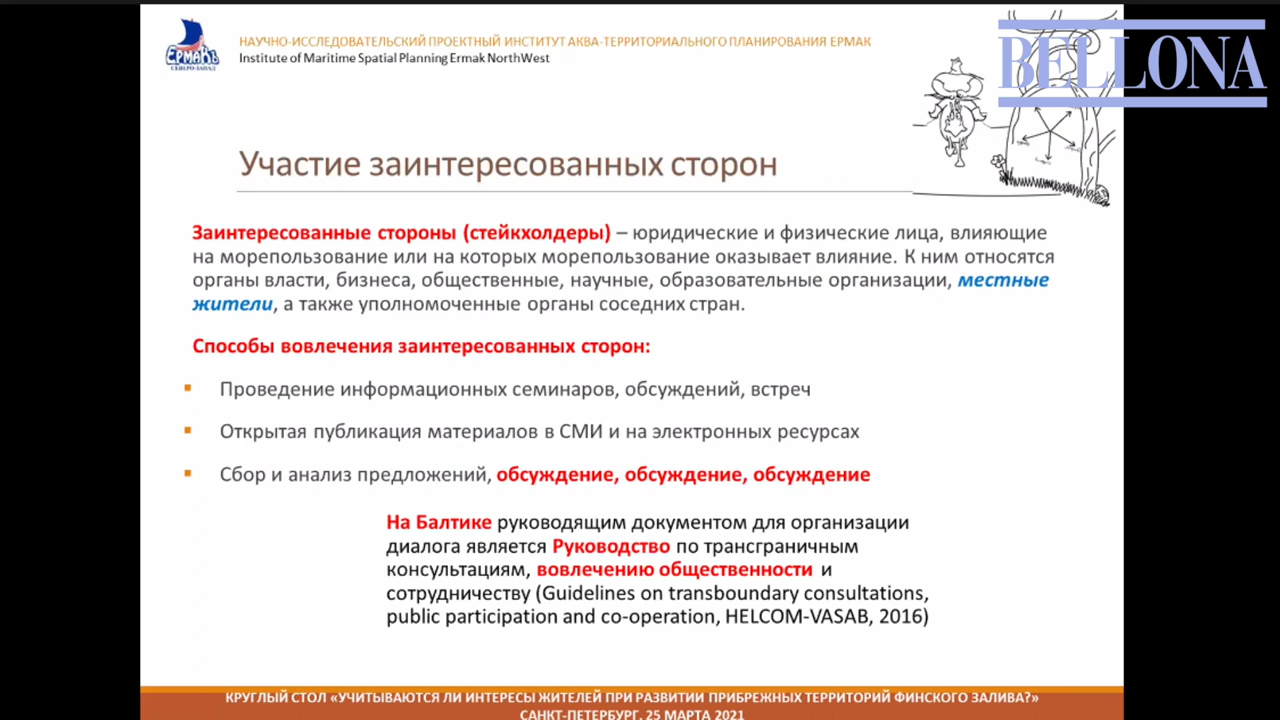 ЕРМАКЪ
СЕВЕРО-ЗАПАД
НАУЧНО-ИССЛЕДОВАТЕЛЬСКИЙ ПРОЕКТНЫЙ ИНСТИТУТ АКВА-ТЕРРИТОРИАЛЬНОГО ПЛАНИРОВАНИЯ ЕРМАК
Institute of Maritime Spatial Planning Ermak NorthWest
BELLONA
Участие заинтересованных сторон
Заинтересованные стороны (стейкхолдеры) – юридические и физические лица, влияющие
на морепользование или на которых морепользование оказывает влияние. К ним относятся
органы власти, бизнеса, общественные, научные, образовательные организации, местные
жители, а также уполномоченные органы соседних стран.
Способы вовлечения заинтересованных сторон:
▪ Проведение информационных семинаров, обсуждений, встреч
▪ Открытая публикация материалов в СМИ и на электронных ресурсах
▪ Сбор и анализ предложений, обсуждение, обсуждение, обсуждение
На Балтике руководящим документом для организации
диалога является Руководство по трансграничным
консультациям, вовлечению общественности и
сотрудничеству (Guidelines on transboundary consultations,
public participation and co-operation, HELCOM-VASAB, 2016)
КРУГЛЫЙ СТОЛ «УЧИТЫВАЮТСЯ ЛИ ИНТЕРЕСЫ ЖИТЕЛЕЙ ПРИ РАЗВИТИИ ПРИБРЕЖНЫХ ТЕРРИТОРИЙ ФИНСКОГО ЗАЛИВА?»
САНКТ-ПЕТЕРБУРГ, 25 МАРТА 2021